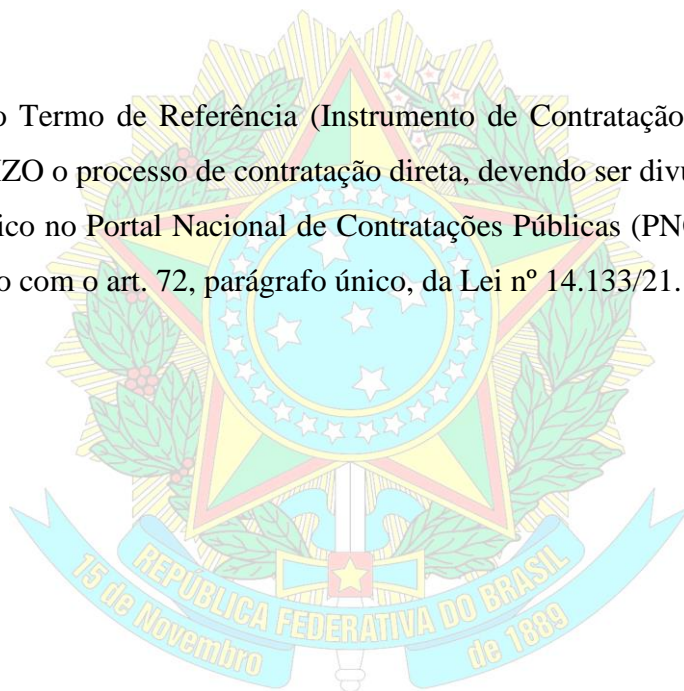 o Termo de Referência (Instrumento de Contratação
IZO o processo de contratação direta, devendo ser divu
ico no Portal Nacional de Contratações Públicas (PN
o com o art. 72, parágrafo único, da Lei nº 14.133/21.
REPÚBLICA FEDERATIVA DO BRASIL
15 de Novembro de 1889